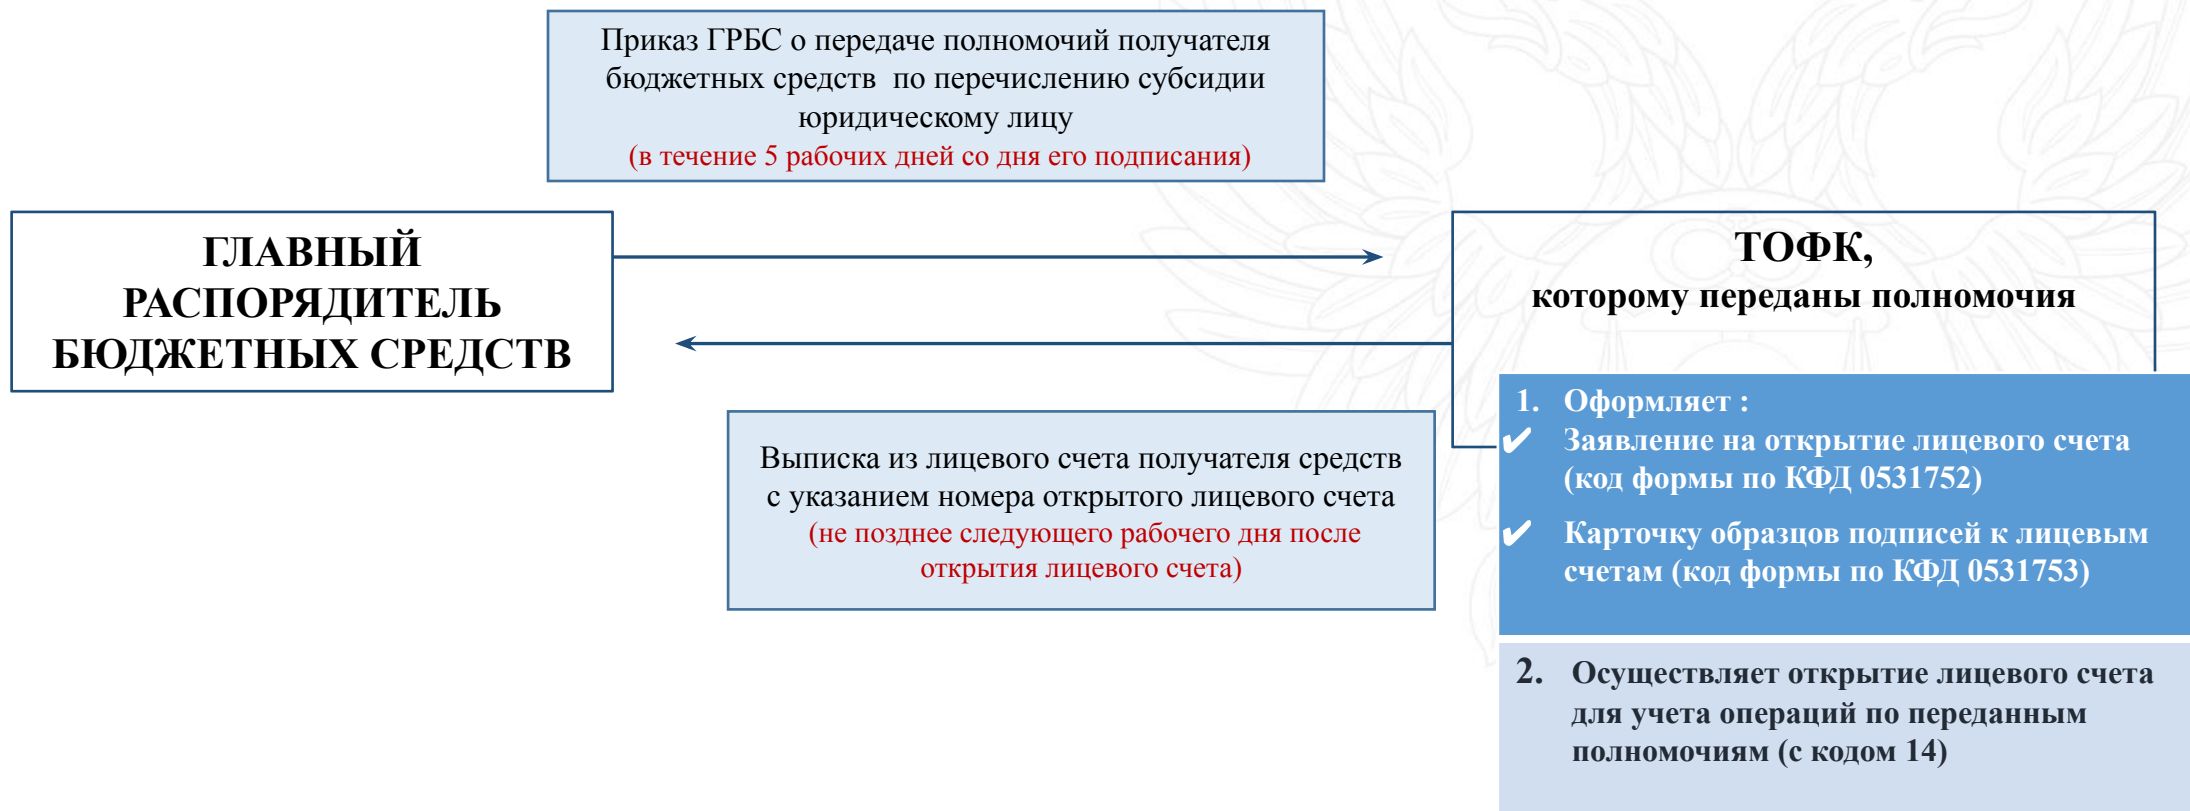 Приказ ГРБС о передаче полномочий получателя
бюджетных средств по перечислению субсидии
юридическому лицу
(в течение 5 рабочих дней со дня его подписания)
ГЛАВНЫЙ
РАСПОРЯДИТЕЛЬ
БЮДЖЕТНЫХ СРЕДСТВ
ТОФК,
которому переданы полномочия
Выписка из лицевого счета получателя средств
с указанием номера открытого лицевого счета
(не позднее следующего рабочего дня после
открытия лицевого счета)
1. Оформляет :
✔ Заявление на открытие лицевого счета
(код формы по КФД 0531752)
✔ Карточку образцов подписей к лицевым
счетам (код формы по КФД 0531753)
2. Осуществляет открытие лицевого счета
для учета операций по переданным
полномочиям (с кодом 14)